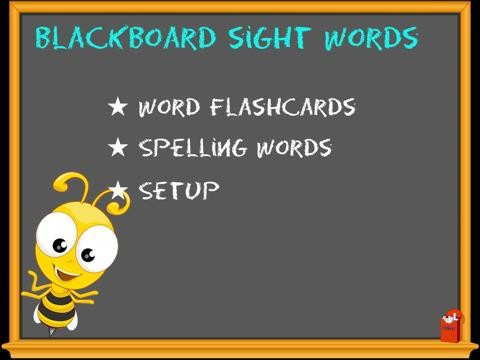 BLACKBOARD SIGHT WORDS
★ WORD FLASHCARDS
★ SPELLING WORDS
★ SETUP